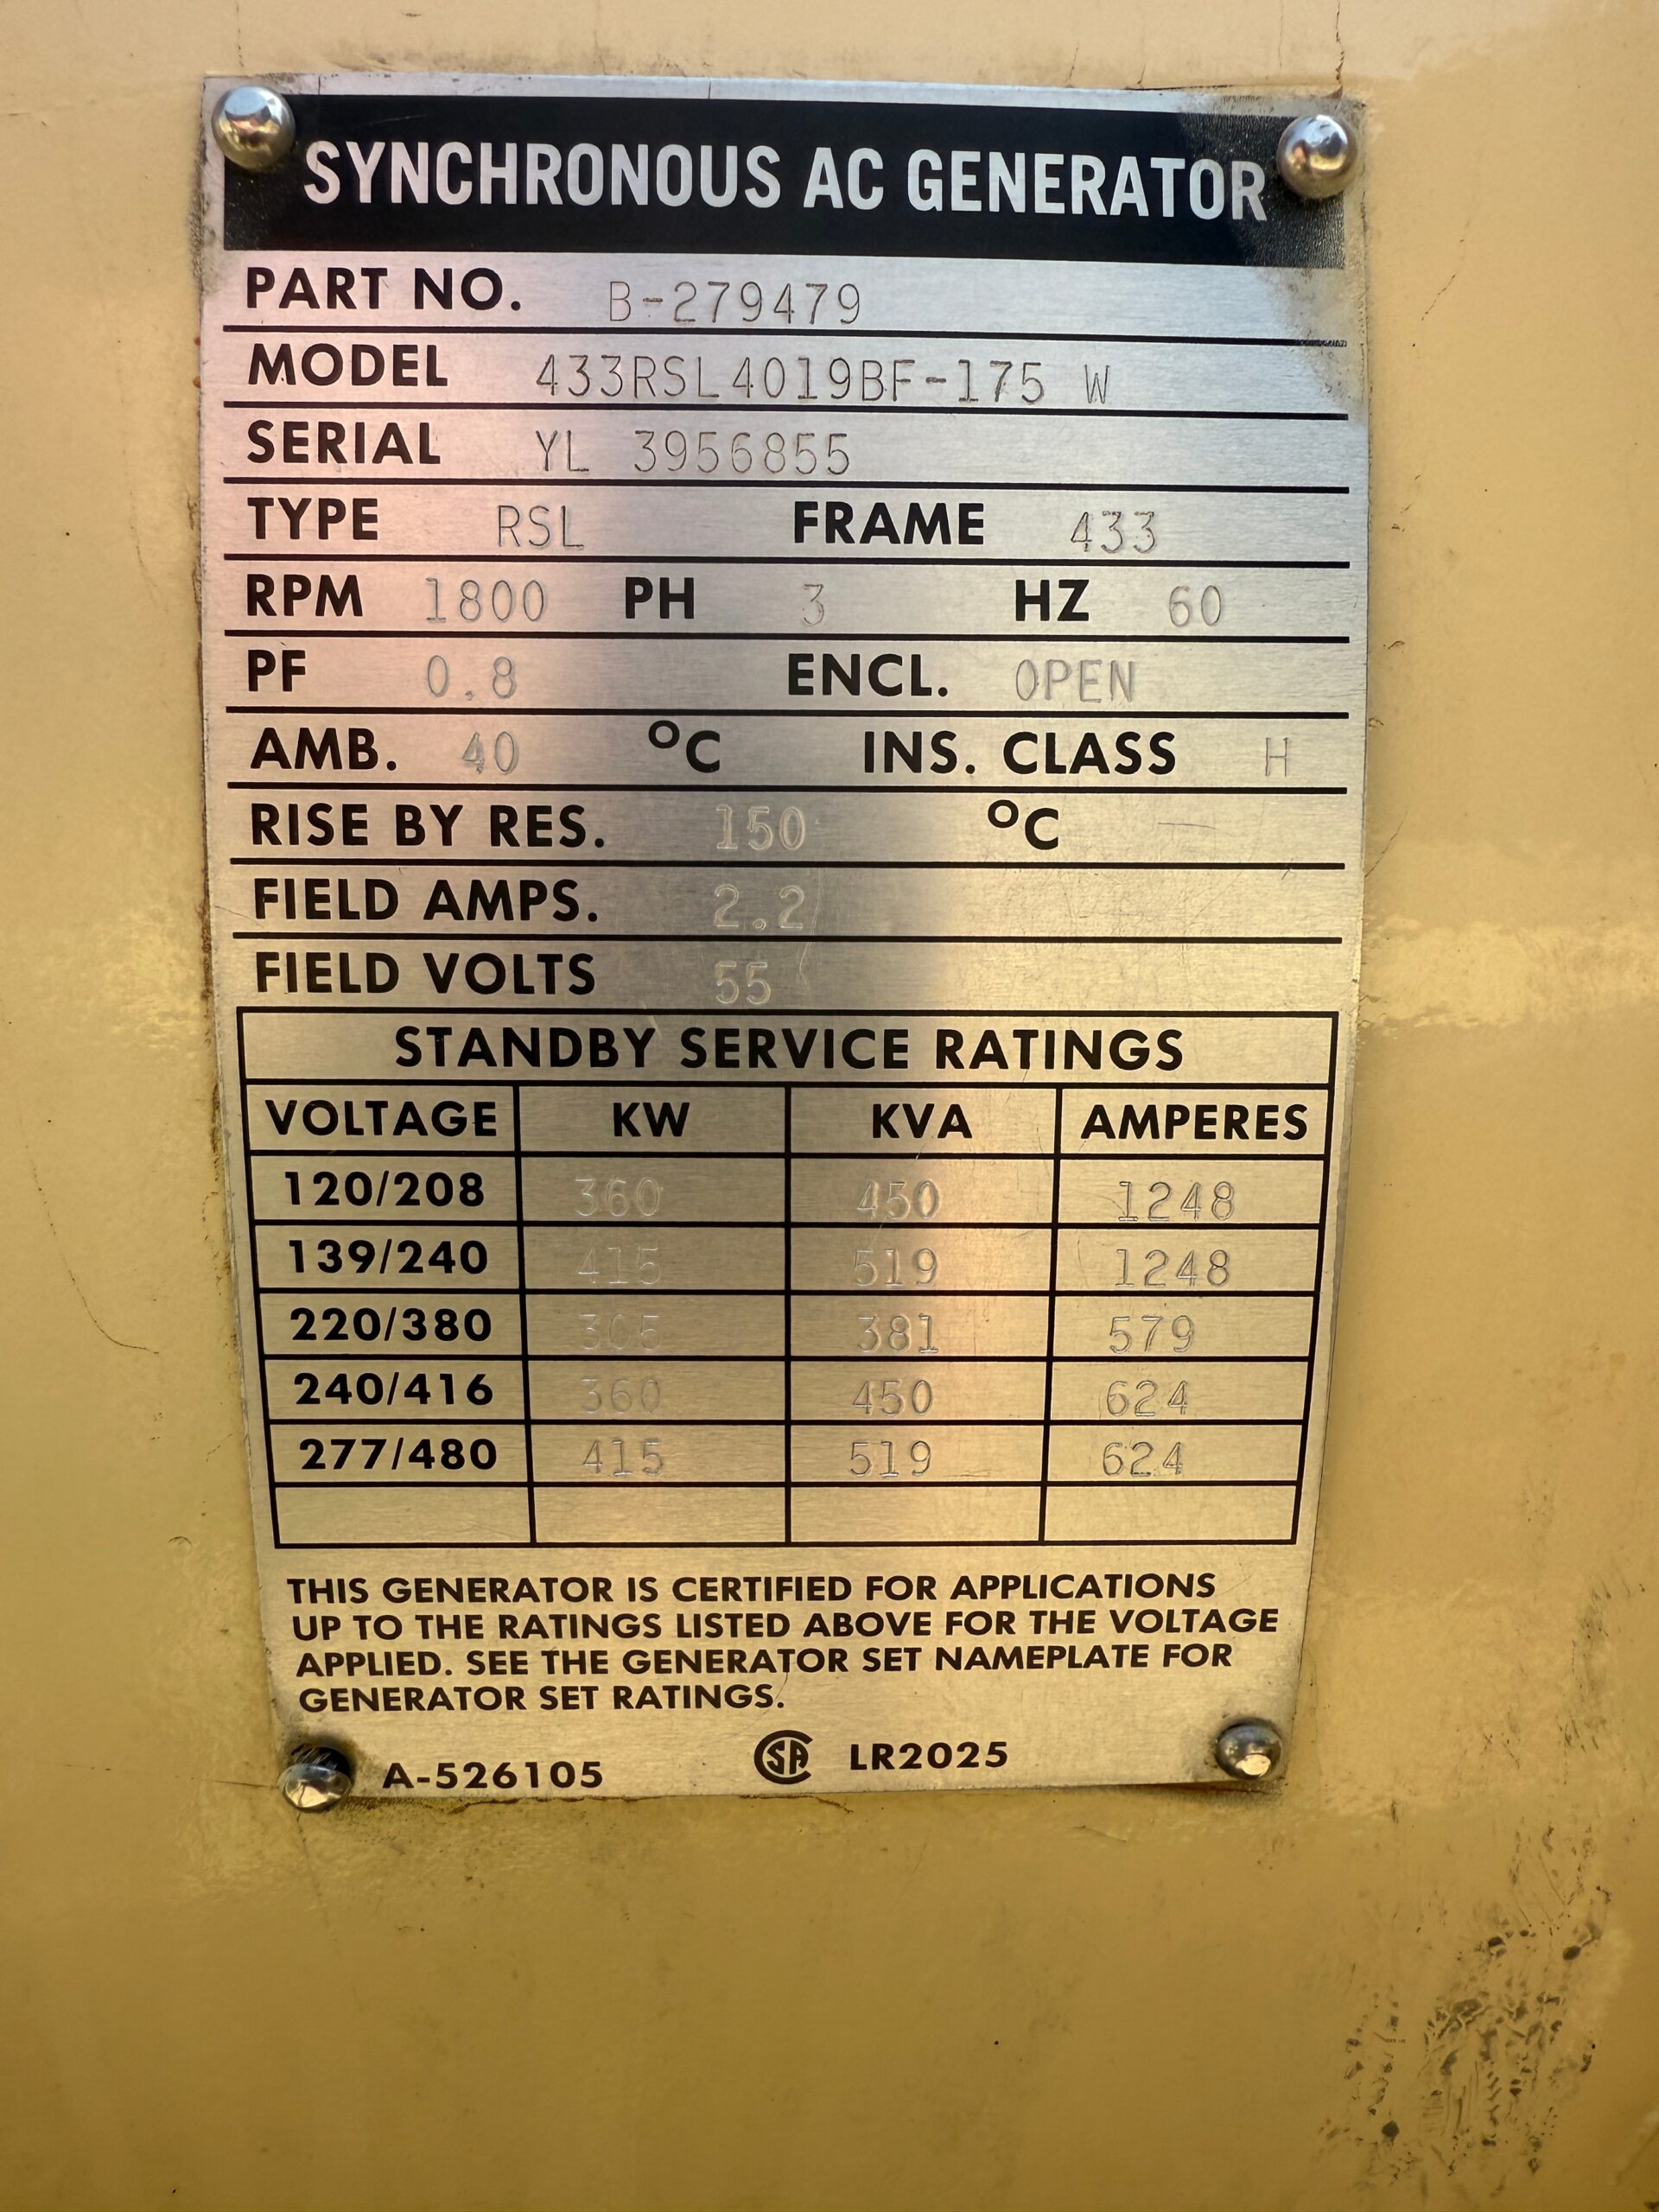 SYNCHRONOUS AC GENERATOR
PART NO. B-279479
MODEL 433RSL4019BF-175 W
SERIAL YL 3956855
TYPE RSL FRAME 433
RPM 1800 PH 3 HZ 60
PF 0.8 ENCL. OPEN
AMB. 40 °C INS. CLASS H
RISE BY RES. 150 °C
FIELD AMPS. 2.2
FIELD VOLTS 55
STANDBY SERVICE RATINGS
VOLTAGE KW KVA AMPERES
120/208 360 450 1248
139/240 415 519 1248
220/380 305 381 579
240/416 360 450 624
277/480 415 519 624
THIS GENERATOR IS CERTIFIED FOR APPLICATIONS
UP TO THE RATINGS LISTED ABOVE FOR THE VOLTAGE
APPLIED. SEE THE GENERATOR SET NAMEPLATE FOR
GENERATOR SET RATINGS.
A-526105 SA LR2025